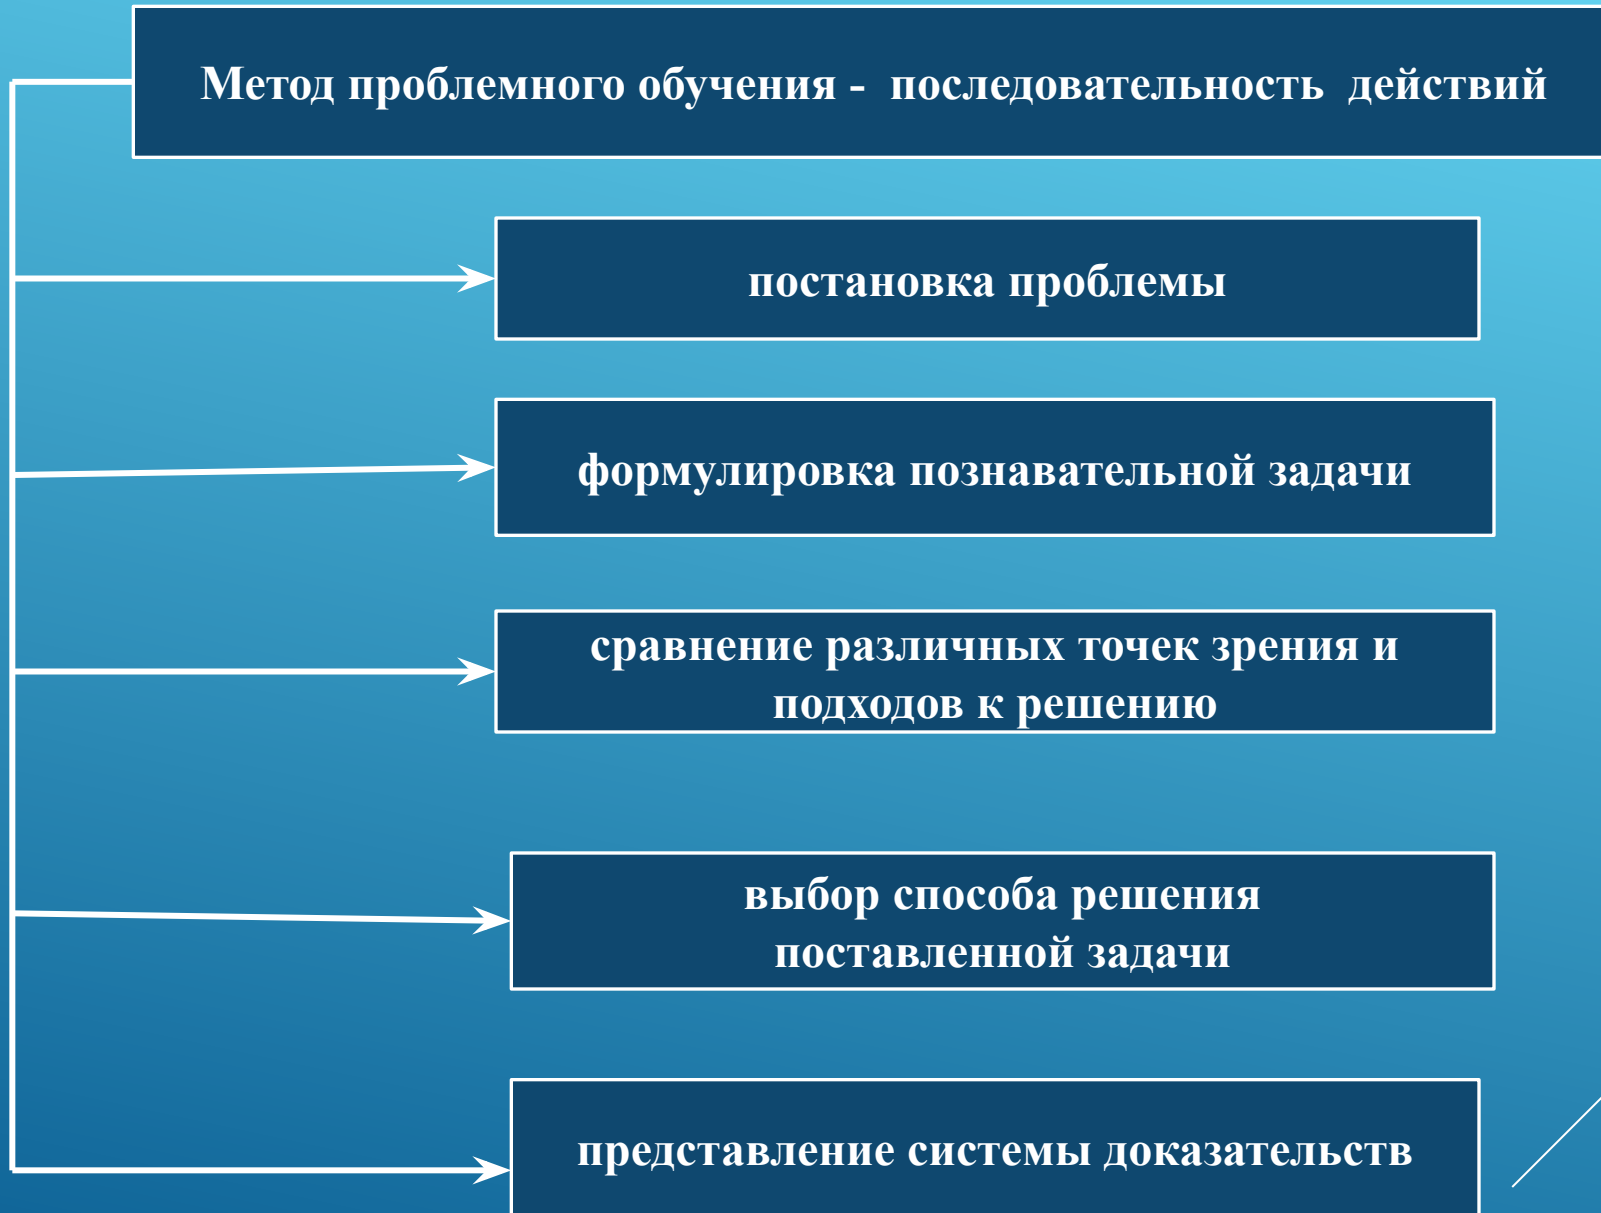 Метод проблемного обучения - последовательность действий
постановка проблемы
формулировка познавательной задачи
сравнение различных точек зрения и
подходов к решению
выбор способа решения
поставленной задачи
представление системы доказательств